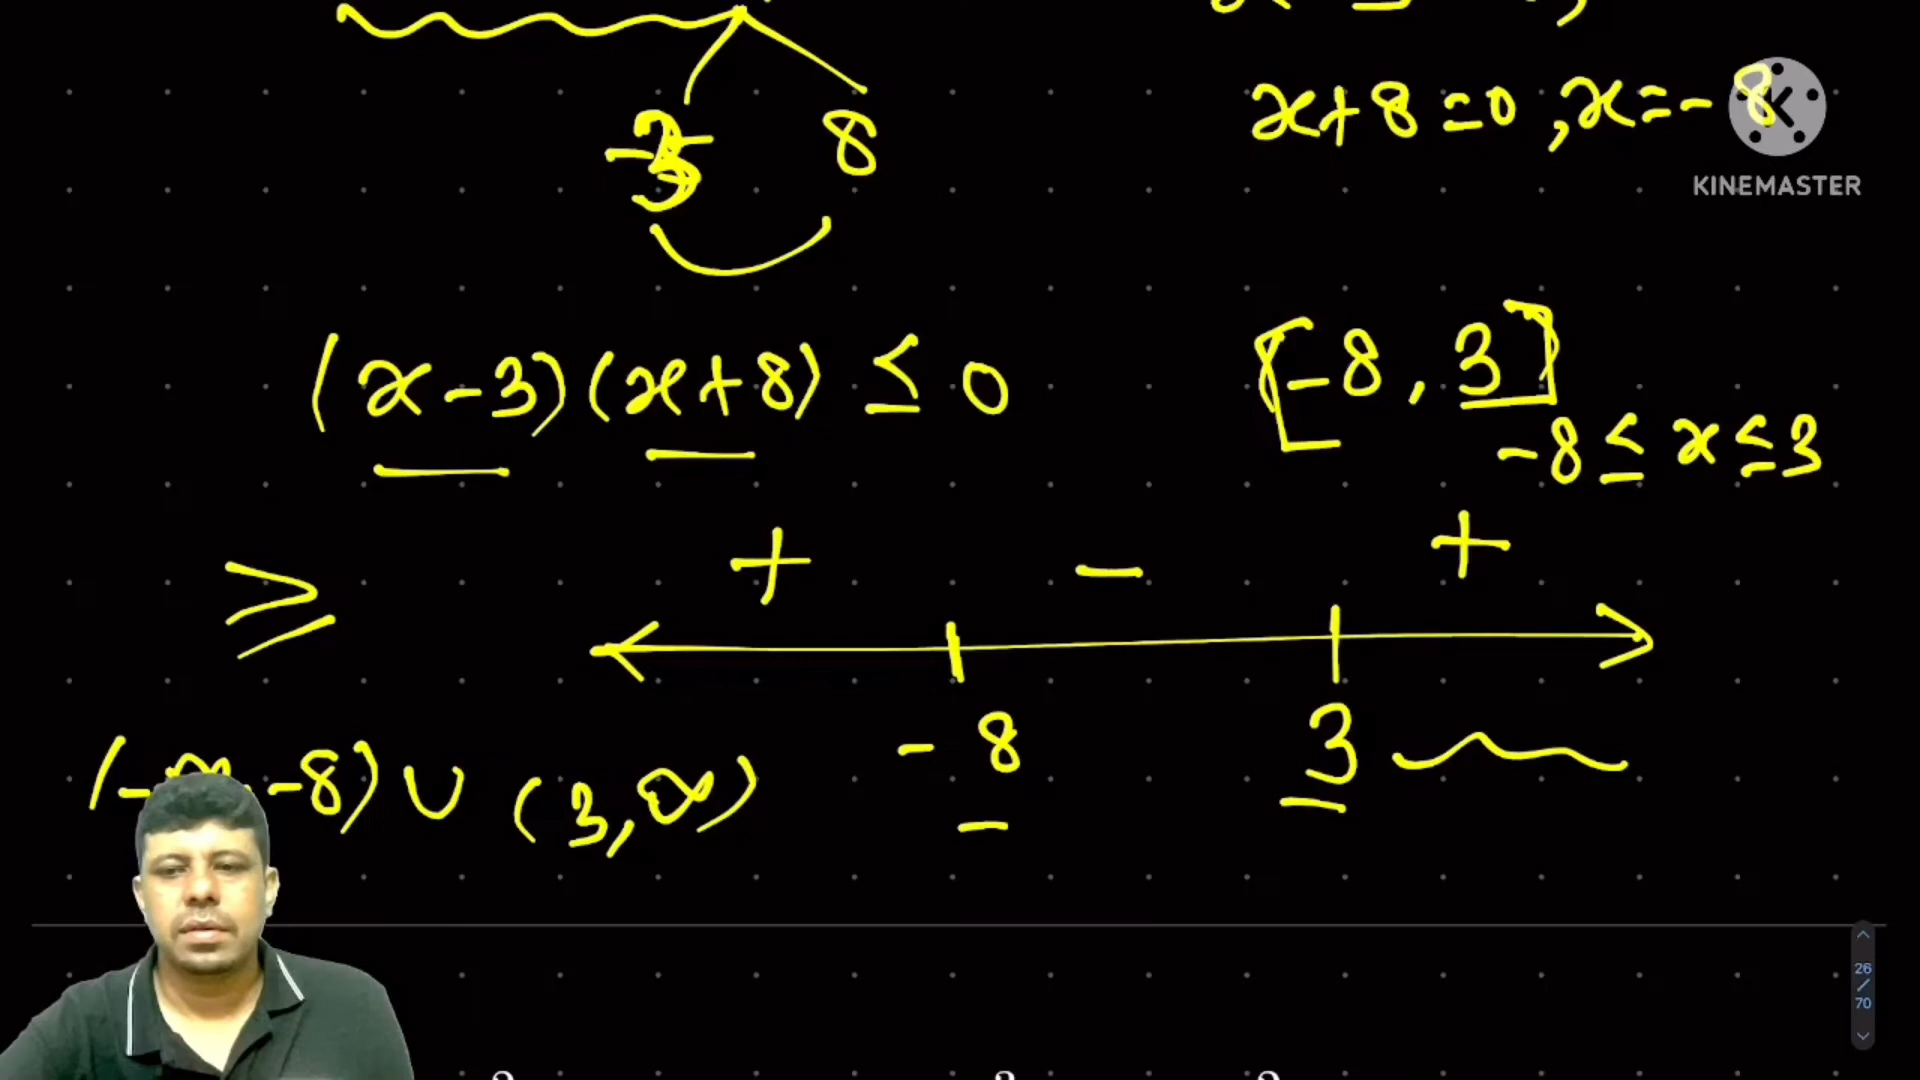 x+8=0, x=-8
KINEMASTER
-3 8
(x-3)(x+8) ≤ 0
[-8, 3]
-8 ≤ x ≤ 3
+ - +
≥
-8 3
(-∞, -8) ∪ (3, ∞)
26
/
70